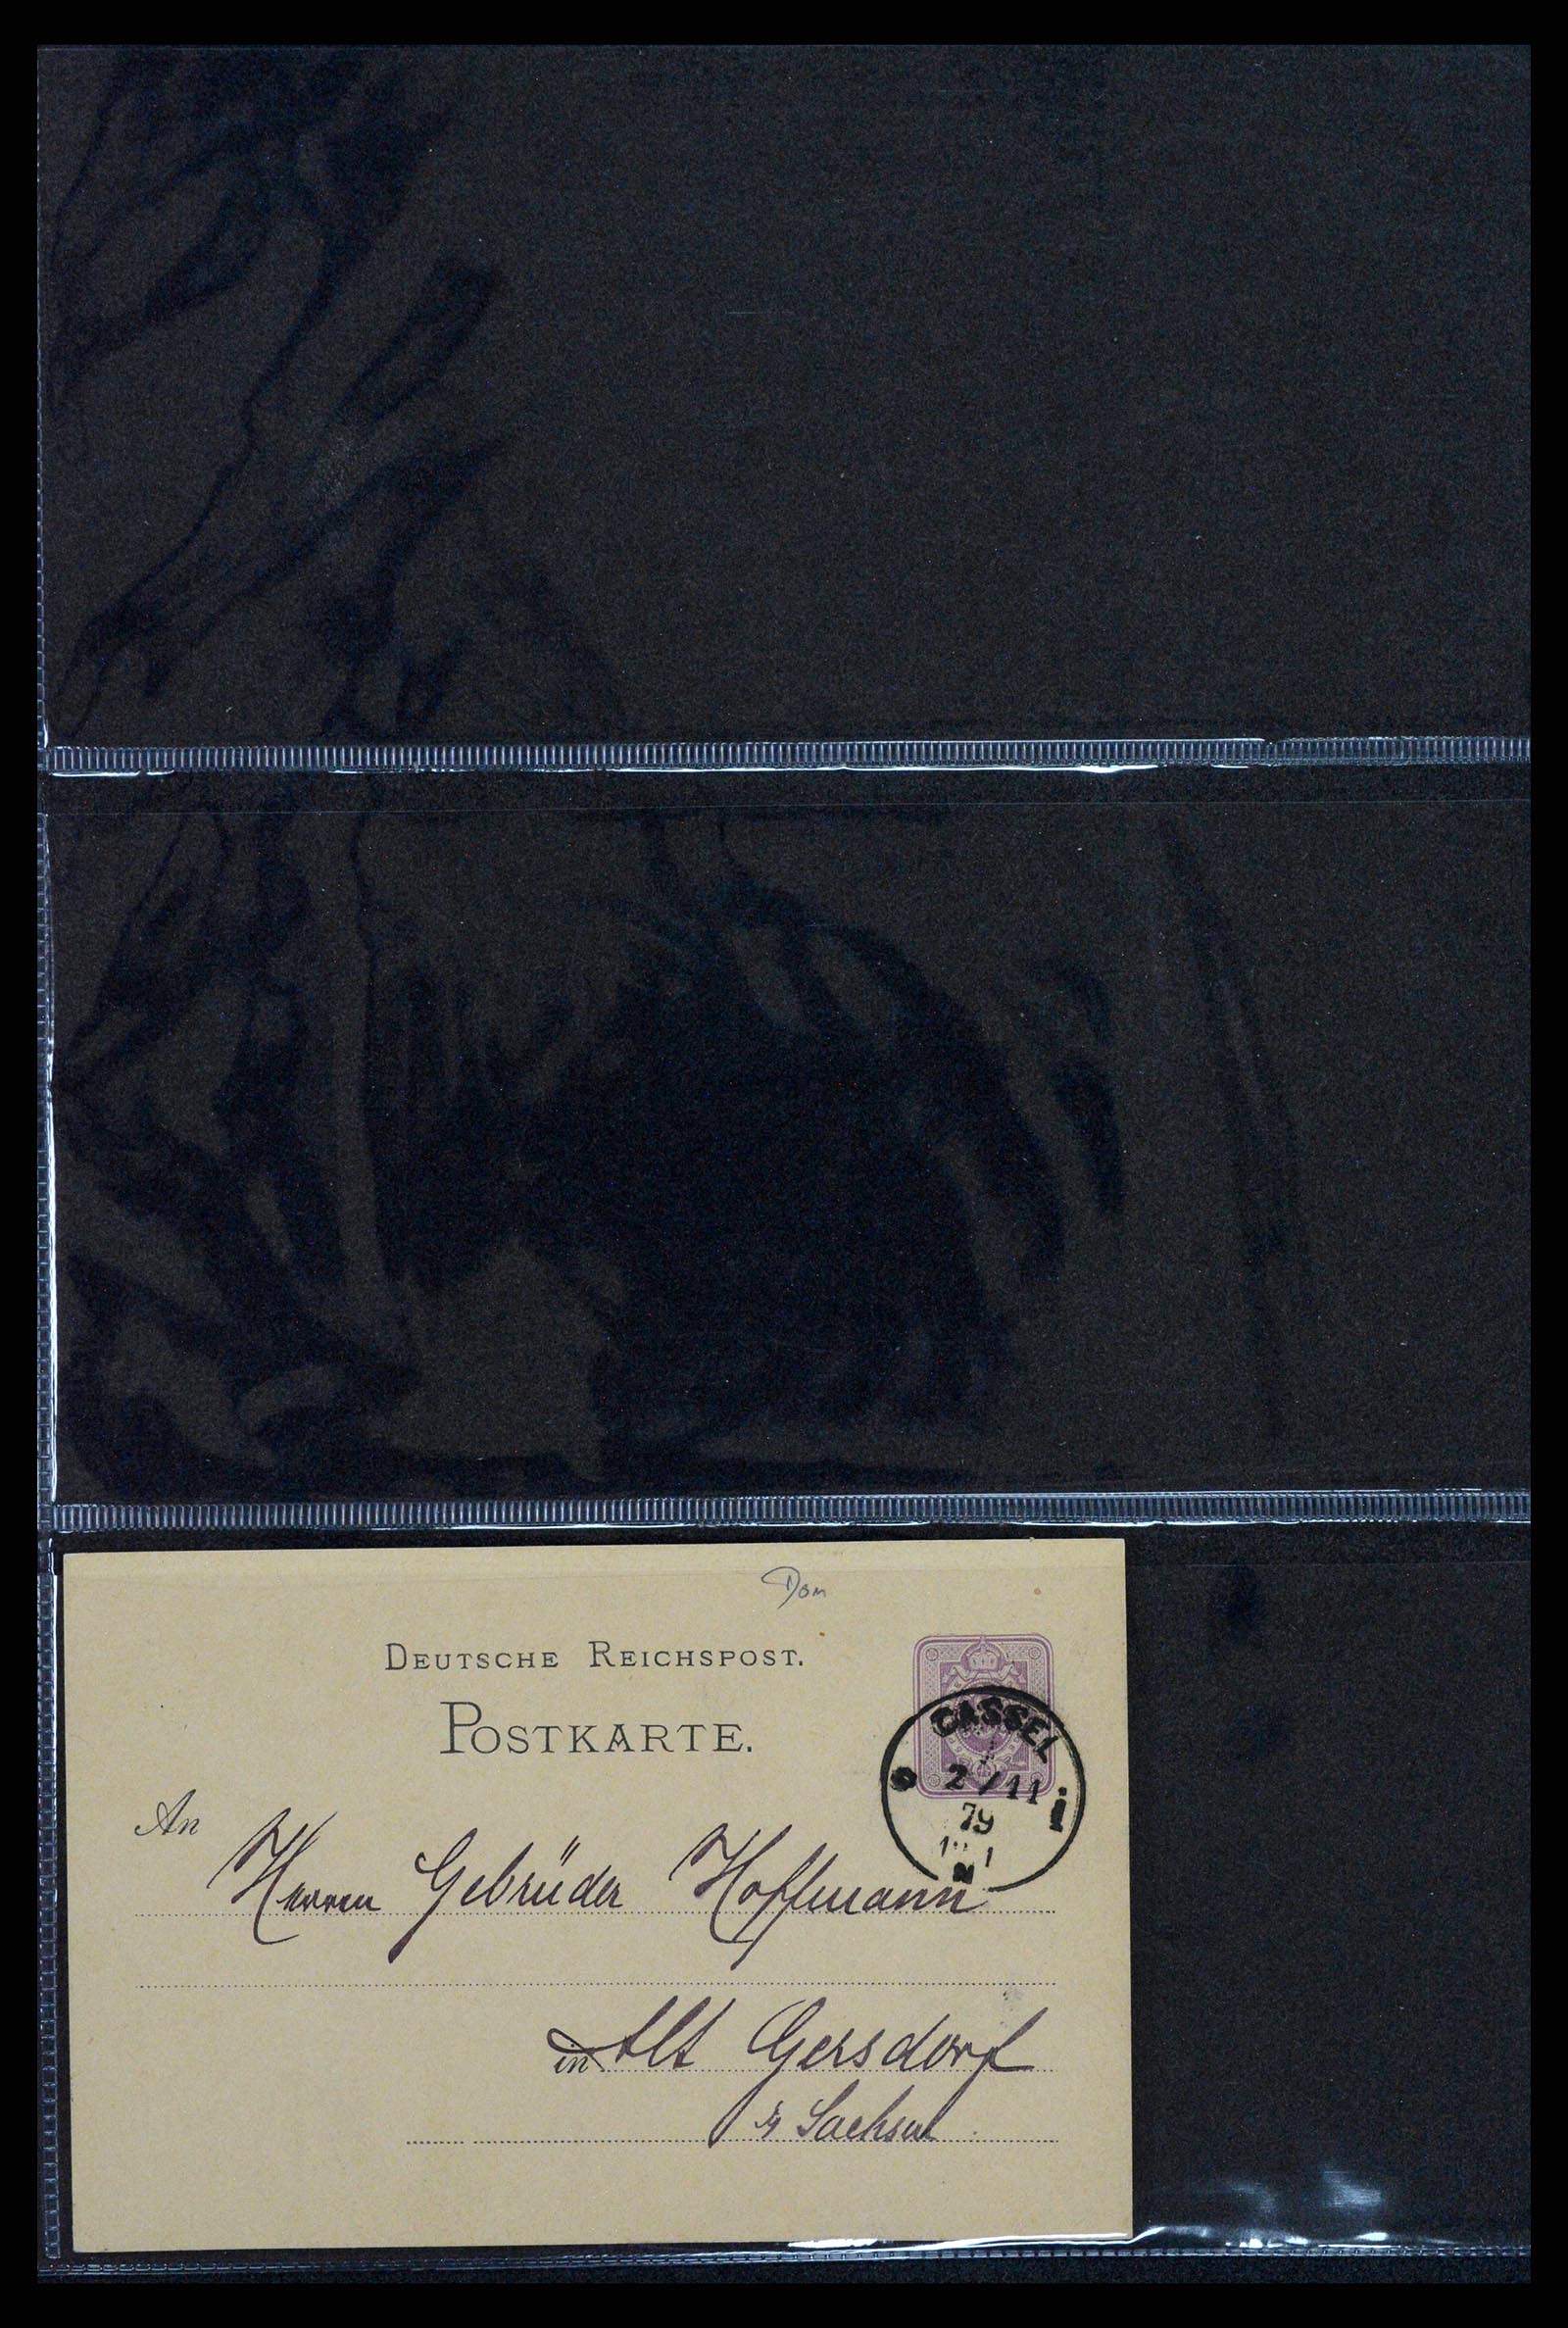 Dom
DEUTSCHE REICHSPOST.
POSTKARTE.
CASSEL
2/11
79
An
Herren Gebrüder Hoffmann
in Alt Gersdorf
Sachsen